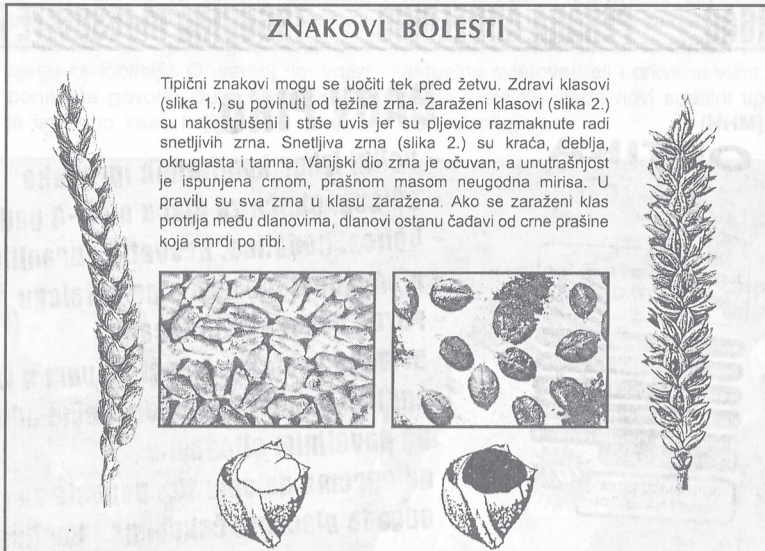 ZNAKOVI BOLESTI
Tipični znakovi mogu se uočiti tek pred žetvu. Zdravi klasovi
(slika 1.) su povinuti od težine zrna. Zaraženi klasovi (slika 2.)
su nakostrušeni i strše uvis jer su pljevice razmaknute radi
snetljivih zrna. Snetljiva zrna (slika 2.) su kraća, deblja,
okruglasta i tamna. Vanjski dio zrna je očuvan, a unutrašnjost
je ispunjena crnom, prašnom masom neugodna mirisa. U
pravilu su sva zrna u klasu zaražena. Ako se zaraženi klas
protrlja među dlanovima, dlanovi ostanu čađavi od crne prašine
koja smrdi po ribi.